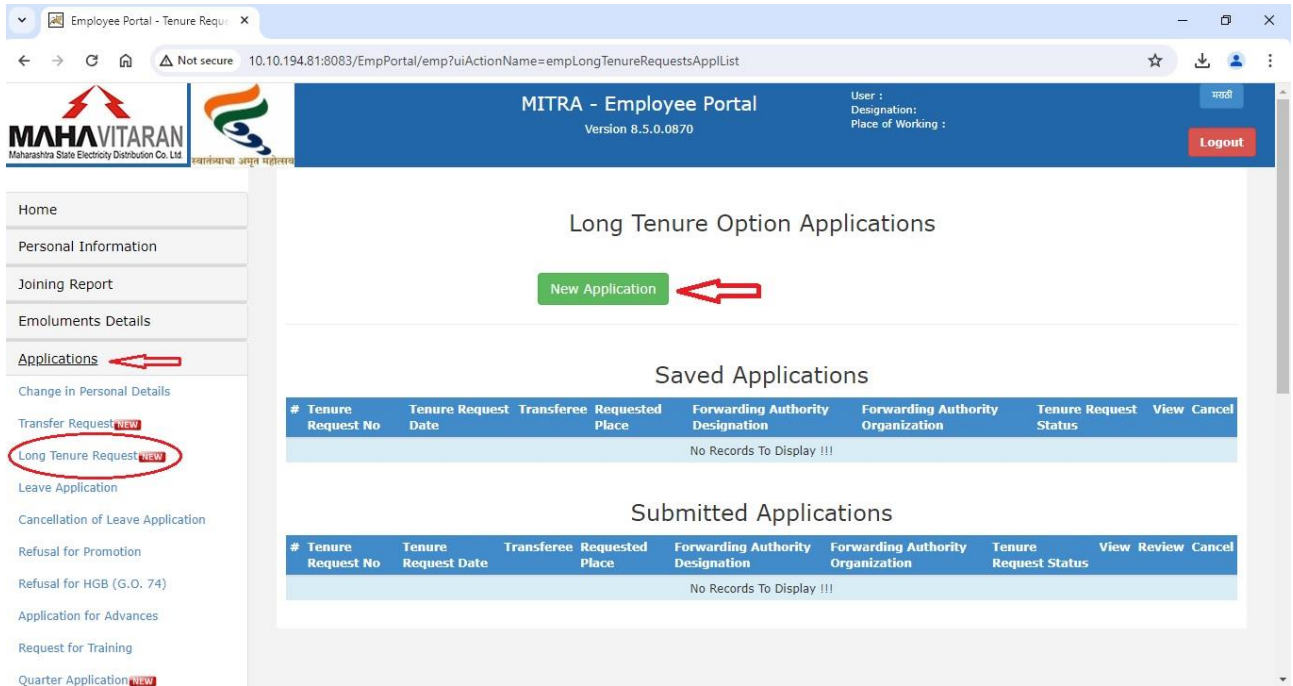 Employee Portal - Tenure Reque
Not secure 10.10.194.81:8083/EmpPortal/emp?uiActionName=empLongTenureRequestsApplList
MAHAVITARAN
Maharashtra State Electricity Distribution Co. Ltd.
स्वातंत्र्याचा अमृत महोत्सव
MITRA - Employee Portal
Version 8.5.0.0870
User :
Designation:
Place of Working :
मराठी
Logout
Home
Personal Information
Joining Report
Emoluments Details
Applications
Change in Personal Details
Transfer Request NEW
Long Tenure Request NEW
Leave Application
Cancellation of Leave Application
Refusal for Promotion
Refusal for HGB (G.O. 74)
Application for Advances
Request for Training
Quarter Application NEW
Long Tenure Option Applications
New Application
Saved Applications
# Tenure Request No Tenure Request Date Transferee Requested Place Forwarding Authority Designation Forwarding Authority Organization Tenure Request Status View Cancel
No Records To Display !!!
Submitted Applications
# Tenure Request No Tenure Request Date Transferee Requested Place Forwarding Authority Designation Forwarding Authority Organization Tenure Request Status View Review Cancel
No Records To Display !!!